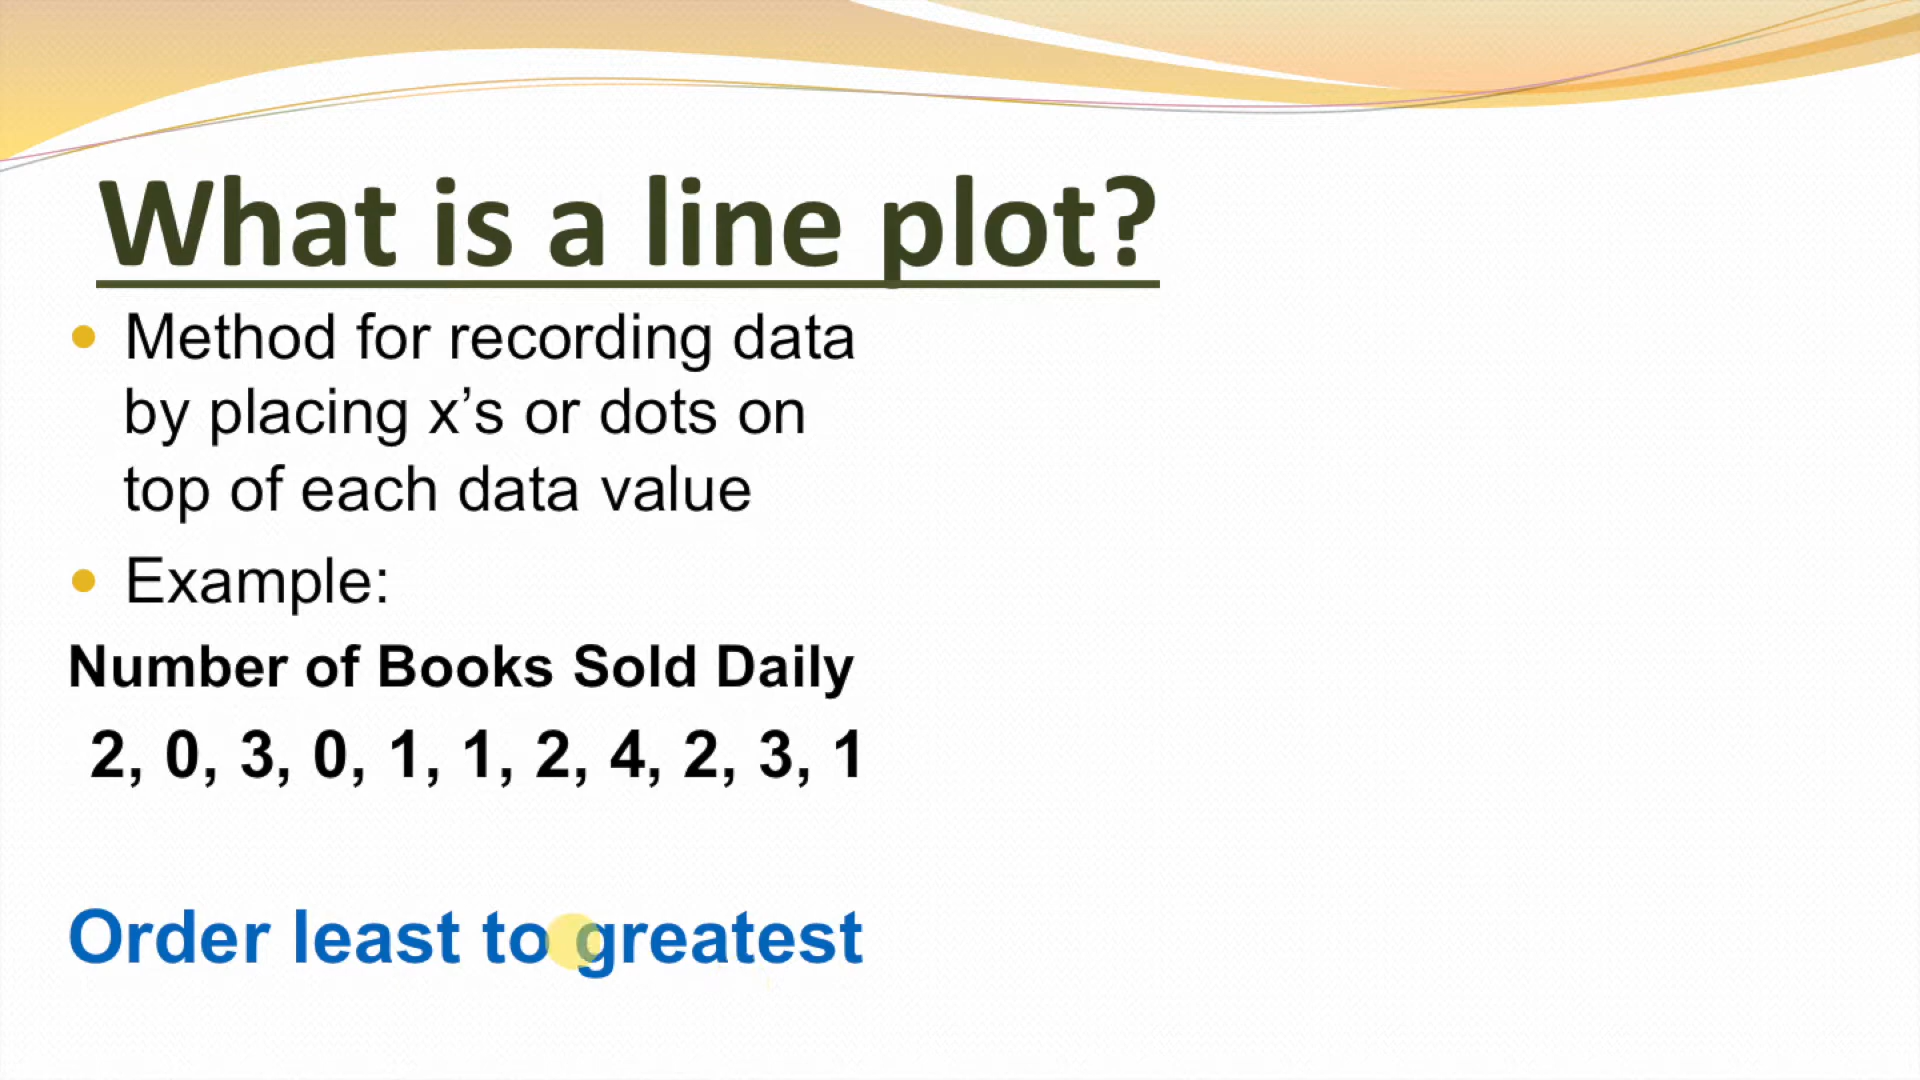 What is a line plot?
Method for recording data
by placing x’s or dots on
top of each data value
Example:
Number of Books Sold Daily
2, 0, 3, 0, 1, 1, 2, 4, 2, 3, 1
Order least to greatest